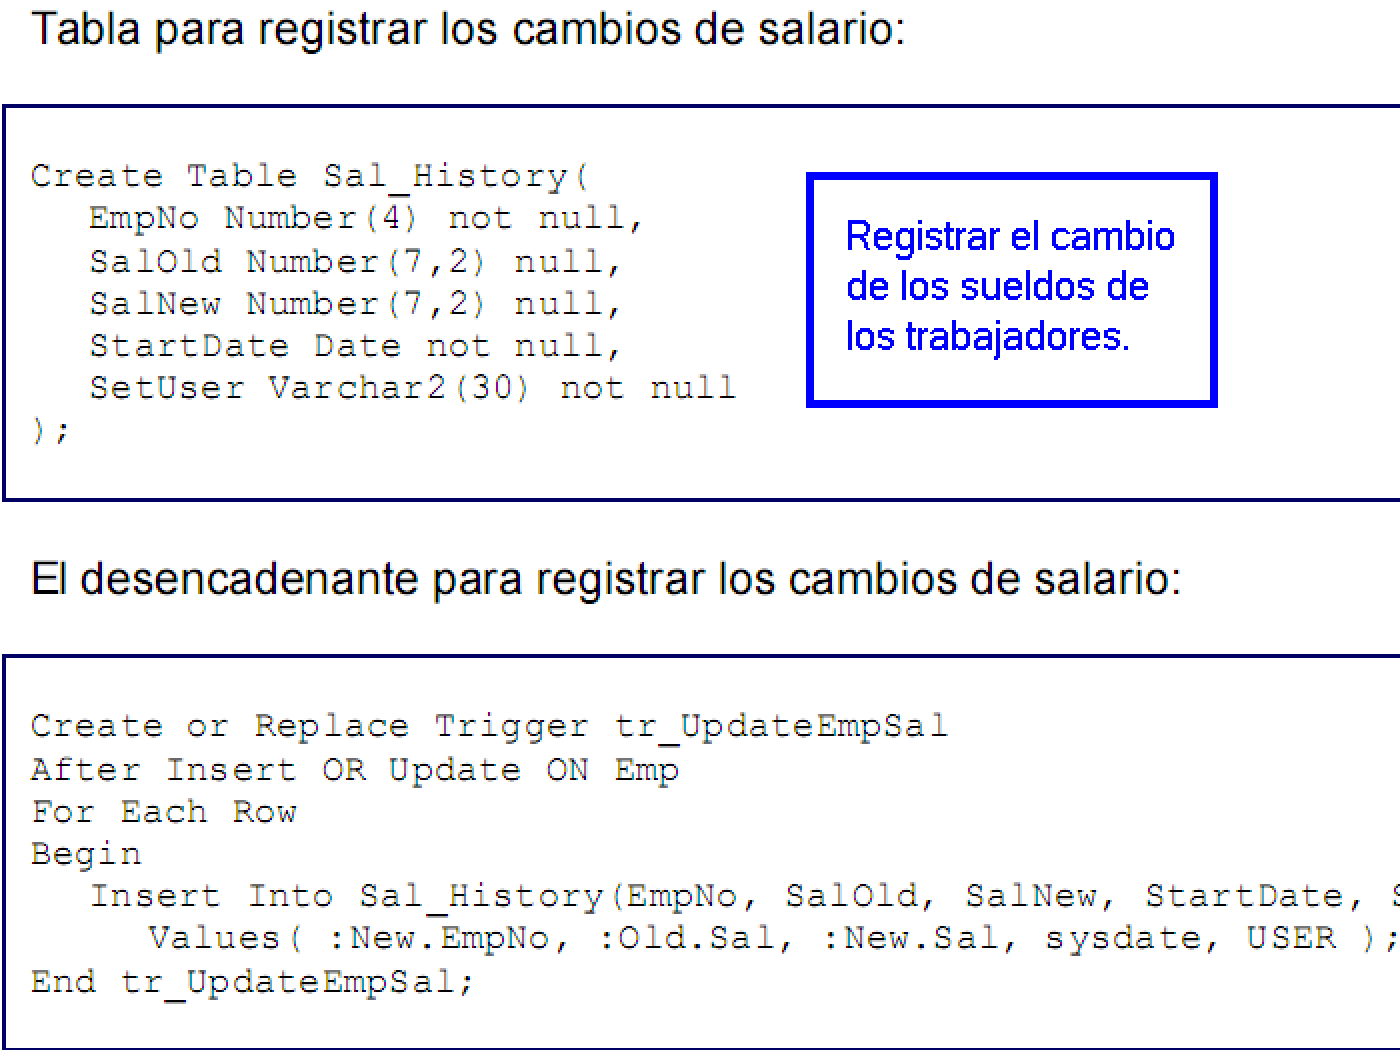 Tabla para registrar los cambios de salario:
Create Table Sal_History(
EmpNo Number(4) not null,
SalOld Number(7,2) null,
SalNew Number(7,2) null,
StartDate Date not null,
SetUser Varchar2(30) not null
);
Registrar el cambio
de los sueldos de
los trabajadores.
El desencadenante para registrar los cambios de salario:
Create or Replace Trigger tr_UpdateEmpSal
After Insert OR Update ON Emp
For Each Row
Begin
Insert Into Sal_History(EmpNo, SalOld, SalNew, StartDate,
Values( :New.EmpNo, :Old.Sal, :New.Sal, sysdate, USER );
End tr_UpdateEmpSal;